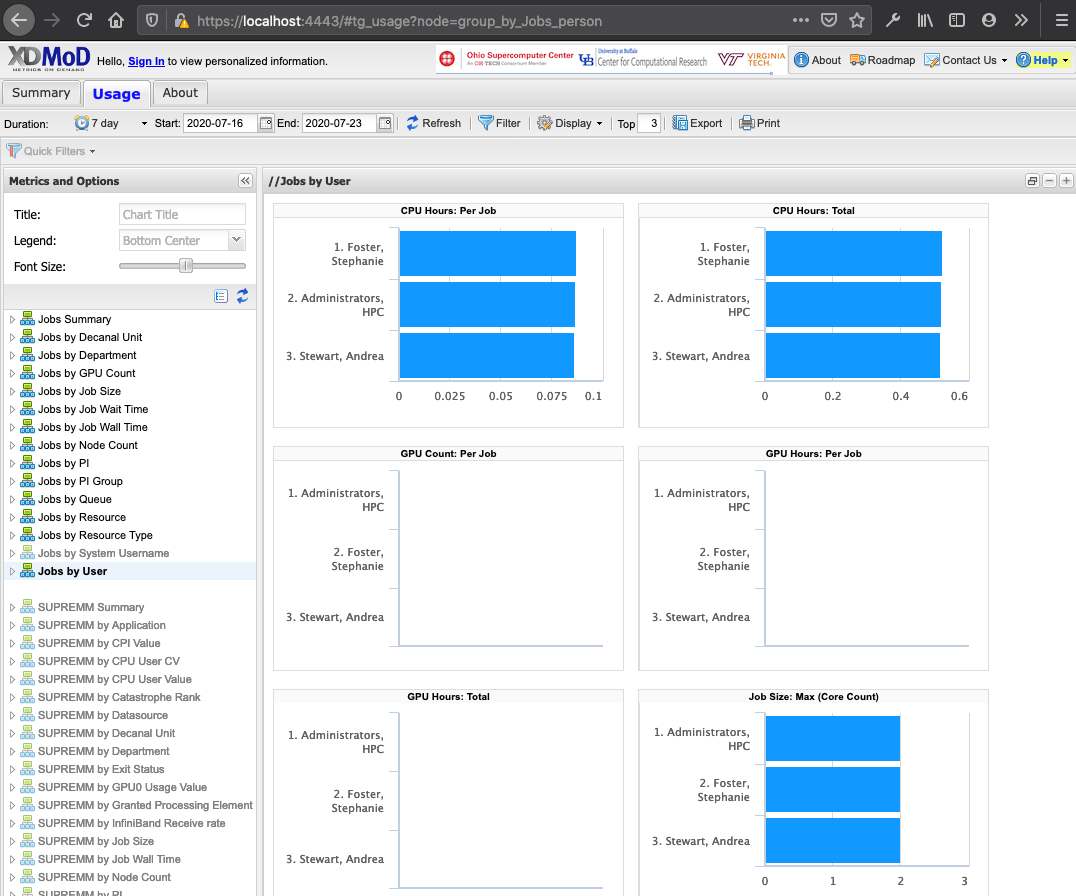 https://localhost:4443/#tg_usage?node=group_by_Jobs_person
XDMoD
METRICS ON DEMAND
Hello, Sign In to view personalized information.
Ohio Supercomputer Center
An OH·TECH Consortium Member
University at Buffalo
Center for Computational Research
VIRGINIA TECH.
About
Roadmap
Contact Us
Help
Summary
Usage
About
Duration: 7 day Start: 2020-07-16 End: 2020-07-23 Refresh Filter Display Top 3 Export Print
Quick Filters
Metrics and Options
Title: Chart Title
Legend: Bottom Center
Font Size:
Jobs Summary
Jobs by Decanal Unit
Jobs by Department
Jobs by GPU Count
Jobs by Job Size
Jobs by Job Wait Time
Jobs by Job Wall Time
Jobs by Node Count
Jobs by PI
Jobs by PI Group
Jobs by Queue
Jobs by Resource
Jobs by Resource Type
Jobs by System Username
Jobs by User
SUPREMM Summary
SUPREMM by Application
SUPREMM by CPI Value
SUPREMM by CPU User CV
SUPREMM by CPU User Value
SUPREMM by Catastrophe Rank
SUPREMM by Datasource
SUPREMM by Decanal Unit
SUPREMM by Department
SUPREMM by Exit Status
SUPREMM by GPU0 Usage Value
SUPREMM by Granted Processing Element
SUPREMM by InfiniBand Receive rate
SUPREMM by Job Size
SUPREMM by Job Wall Time
SUPREMM by Node Count
SUPREMM by PI
//Jobs by User
CPU Hours: Per Job
1. Foster,
Stephanie
2. Administrators,
HPC
3. Stewart, Andrea
0 0.025 0.05 0.075 0.1
CPU Hours: Total
1. Foster,
Stephanie
2. Administrators,
HPC
3. Stewart, Andrea
0 0.2 0.4 0.6
GPU Count: Per Job
1. Administrators,
HPC
2. Foster,
Stephanie
3. Stewart, Andrea
GPU Hours: Per Job
1. Administrators,
HPC
2. Foster,
Stephanie
3. Stewart, Andrea
GPU Hours: Total
1. Administrators,
HPC
2. Foster,
Stephanie
3. Stewart, Andrea
Job Size: Max (Core Count)
1. Administrators,
HPC
2. Foster,
Stephanie
3. Stewart, Andrea
0 1 2 3